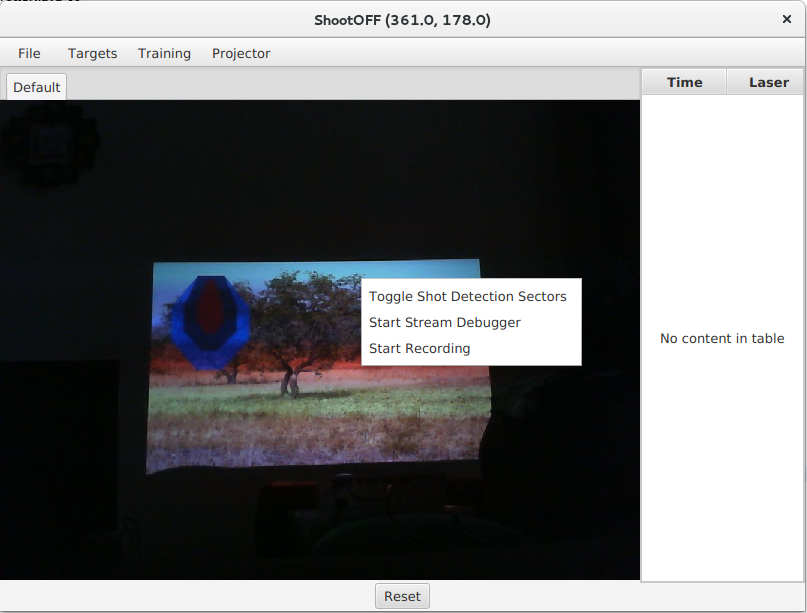 ShootOFF (361.0, 178.0)
File Targets Training Projector
Default
Time Laser
Toggle Shot Detection Sectors
Start Stream Debugger
Start Recording
No content in table
Reset